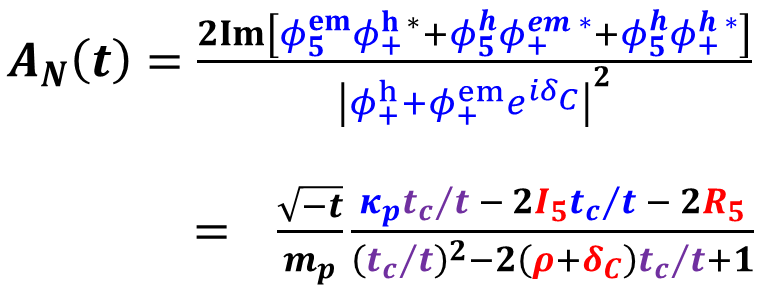 A_N(t) = 2Im[ϕ_5^em ϕ_+^h * + ϕ_5^h ϕ_+^em * + ϕ_5^h ϕ_+^h *] / |ϕ_+^h + ϕ_+^em e^{iδ_C}|^2
= √−t / m_p (κ_p t_c/t − 2I_5 t_c/t − 2R_5) / ((t_c/t)^2 − 2(ρ+δ_C)t_c/t + 1)